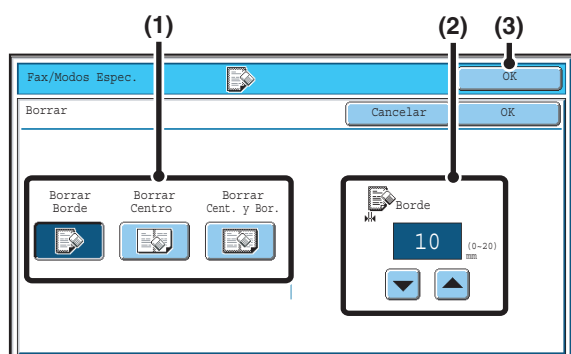 (1) (2) (3)
Fax/Modos Espec. OK
Borrar Cancelar OK
Borrar Borde
Borrar Centro
Borrar Cent. y Bor.
Borde
10 (0~20) mm